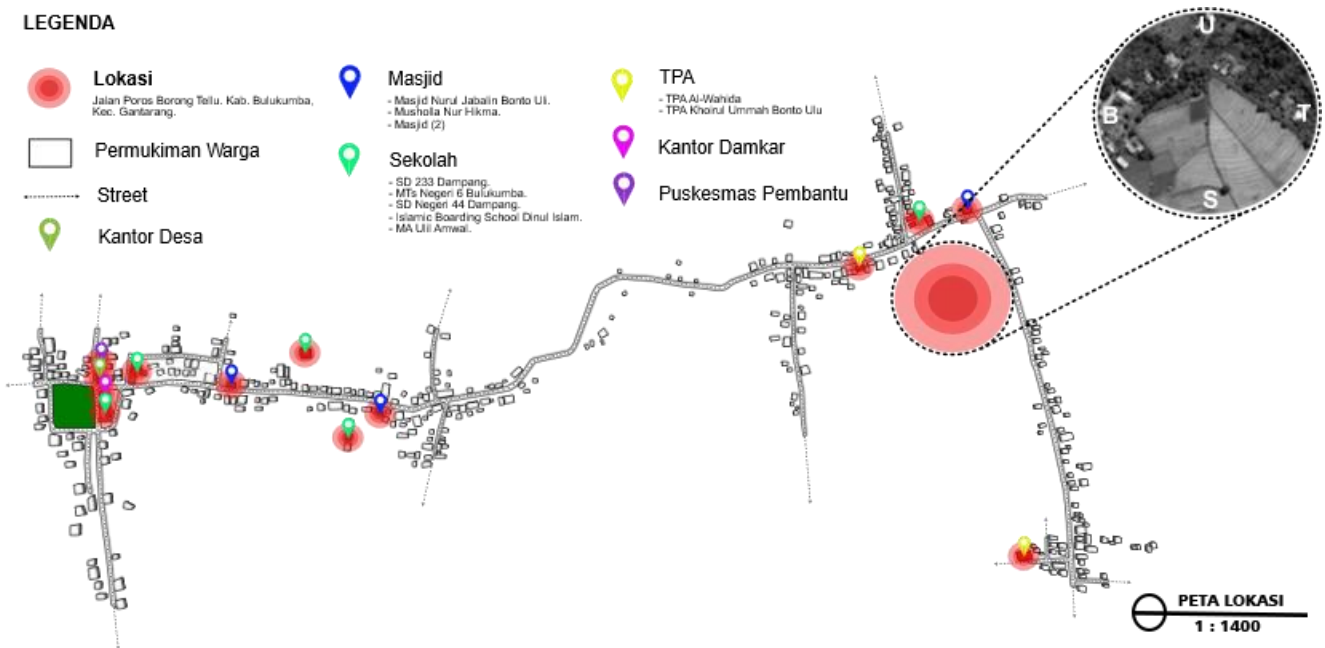 LEGENDA
Lokasi
Jalan Poros Borong Tellu. Kab. Bulukumba,
Kec. Gantarang.
Permukiman Warga
Street
Kantor Desa
Masjid
- Masjid Nurul Jabalin Bonto Uli.
- Musholla Nur Hikma.
- Masjid (2)
Sekolah
- SD 233 Dampang.
- MTs Negeri 6 Bulukumba.
- SD Negeri 44 Dampang.
- Islamic Boarding School Dinul Islam.
- MA Ulil Amwal.
TPA
- TPA Al-Wahida
- TPA Khoirul Ummah Bonto Ulu
Kantor Damkar
Puskesmas Pembantu
U
B
T
S
PETA LOKASI
1 : 1400